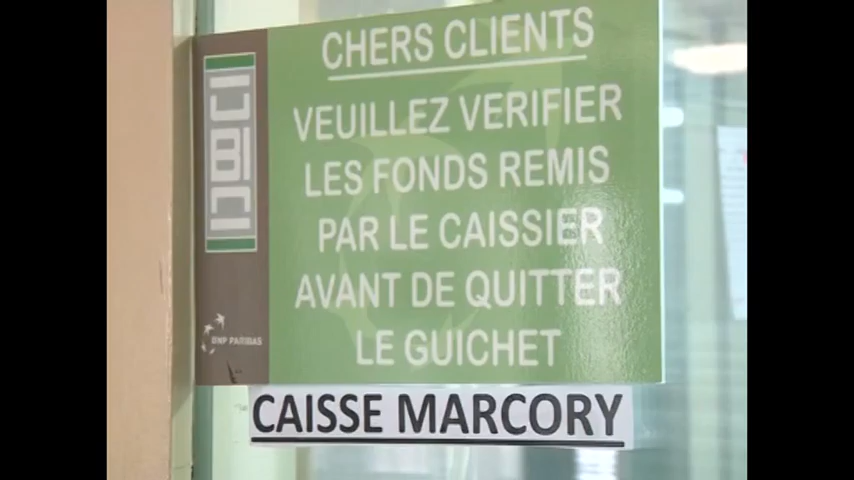 CHERS CLIENTS
VEUILLEZ VERIFIER
LES FONDS REMIS
PAR LE CAISSIER
AVANT DE QUITTER
LE GUICHET
BNP PARIBAS
CAISSE MARCORY